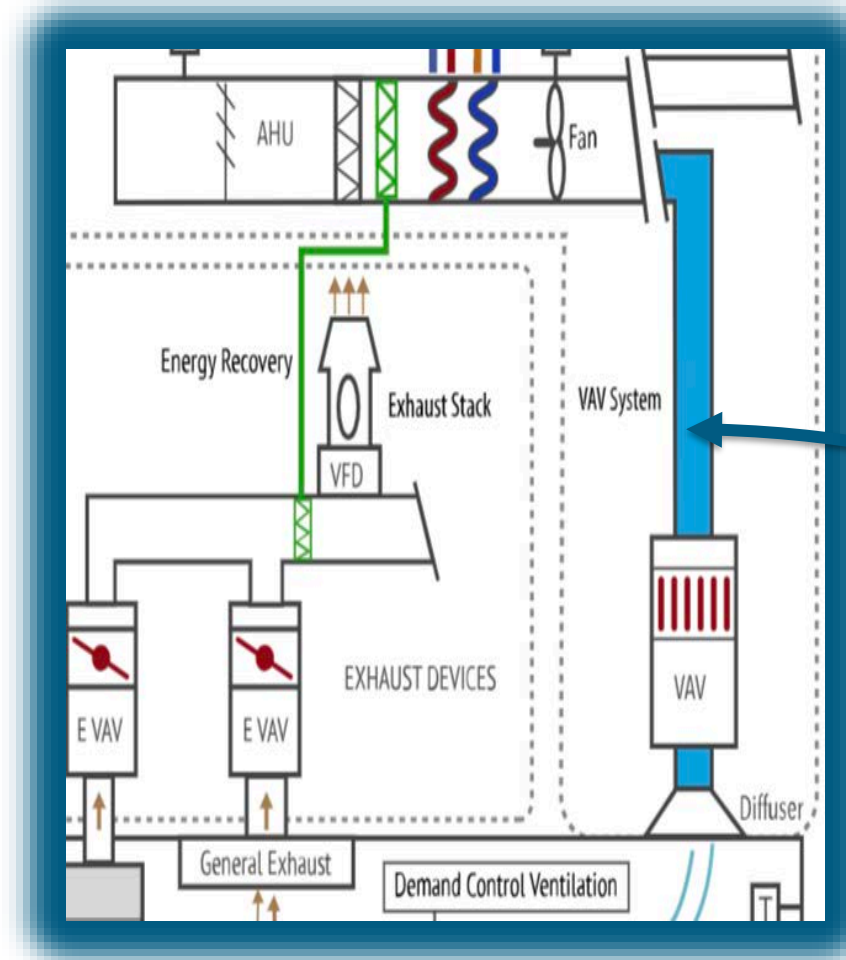 AHU
Fan
Energy Recovery
Exhaust Stack
VAV System
VFD
EXHAUST DEVICES
E VAV
E VAV
VAV
Diffuser
General Exhaust
Demand Control Ventilation
T